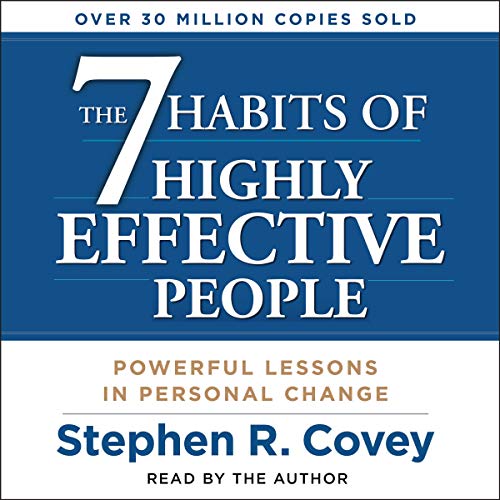 OVER 30 MILLION COPIES SOLD
THE 7 HABITS OF
HIGHLY
EFFECTIVE
PEOPLE
POWERFUL LESSONS
IN PERSONAL CHANGE
Stephen R. Covey
READ BY THE AUTHOR